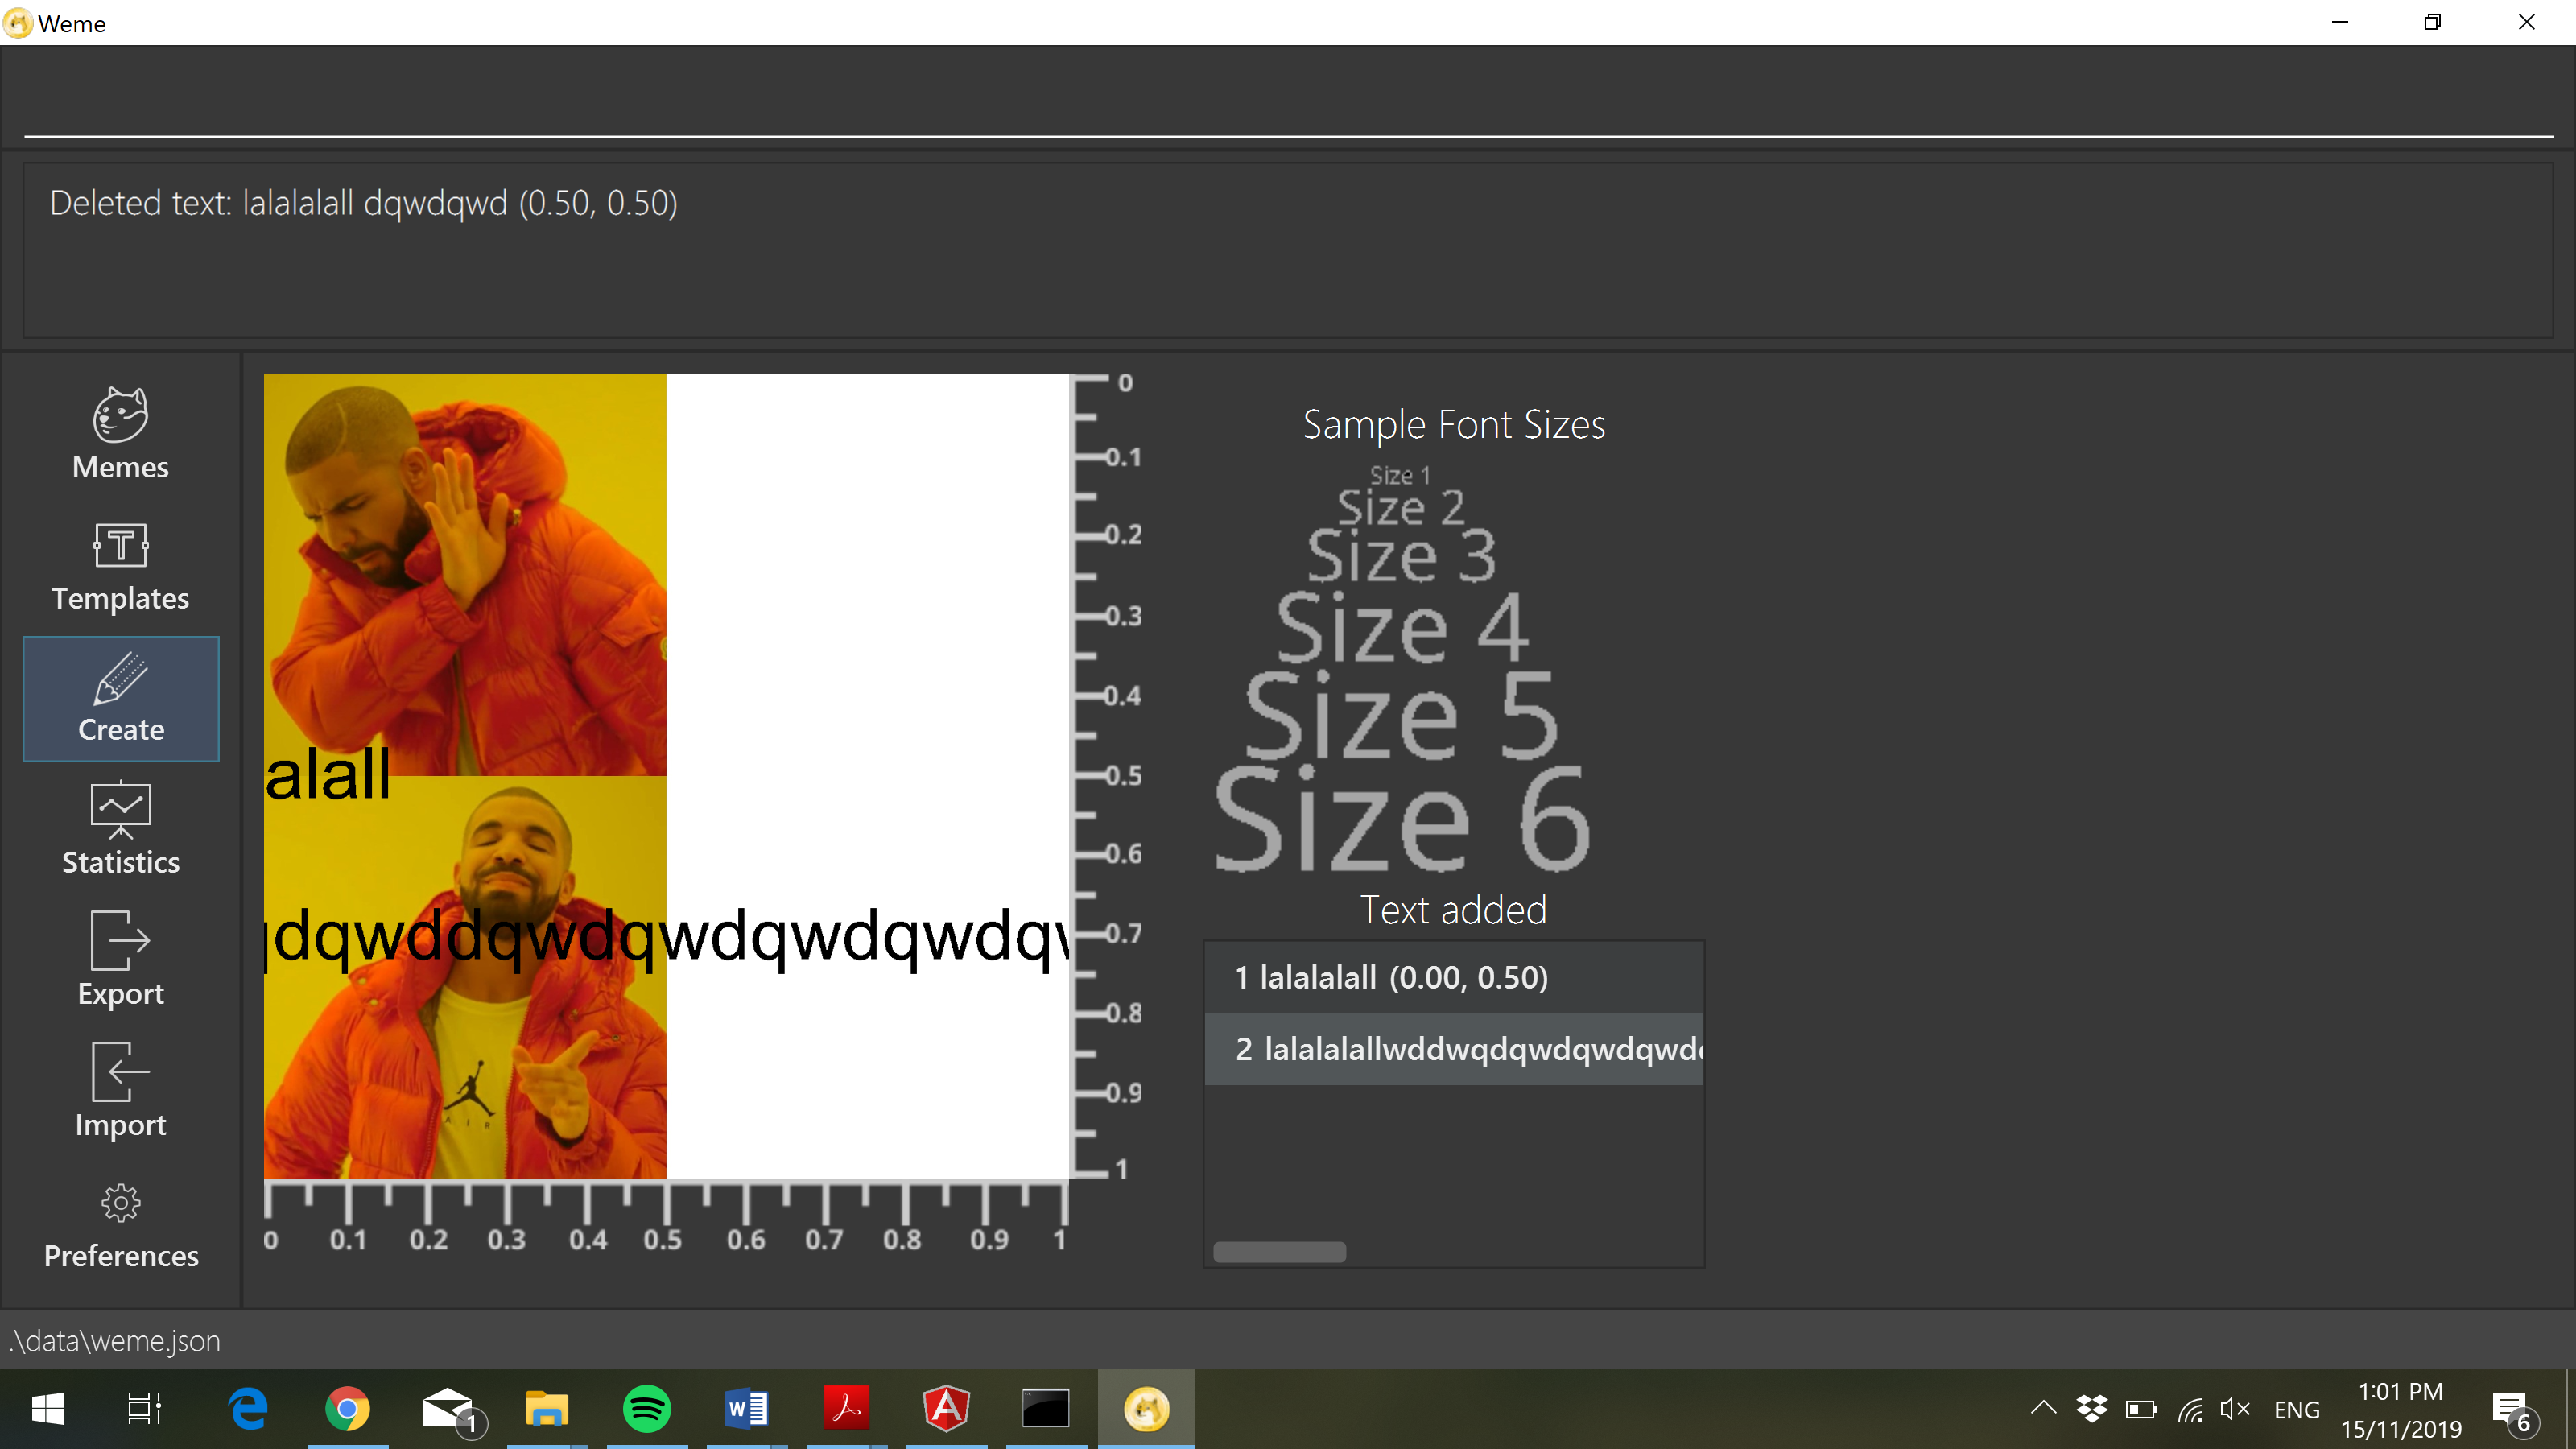 Weme
Deleted text: lalalalall dqwdqwd (0.50, 0.50)
Memes
Templates
Create
Statistics
Export
Import
Preferences
alall
dqwddqwdqwdqwdqwdqw
AIR
0
0.1
0.2
0.3
0.4
0.5
0.6
0.7
0.8
0.9
1
0 0.1 0.2 0.3 0.4 0.5 0.6 0.7 0.8 0.9 1
Sample Font Sizes
Size 1
Size 2
Size 3
Size 4
Size 5
Size 6
Text added
1 lalalalall (0.00, 0.50)
2 lalalalallwddwqdqwdqwdqwd
.\data\weme.json
1
W
ENG
1:01 PM
15/11/2019
6